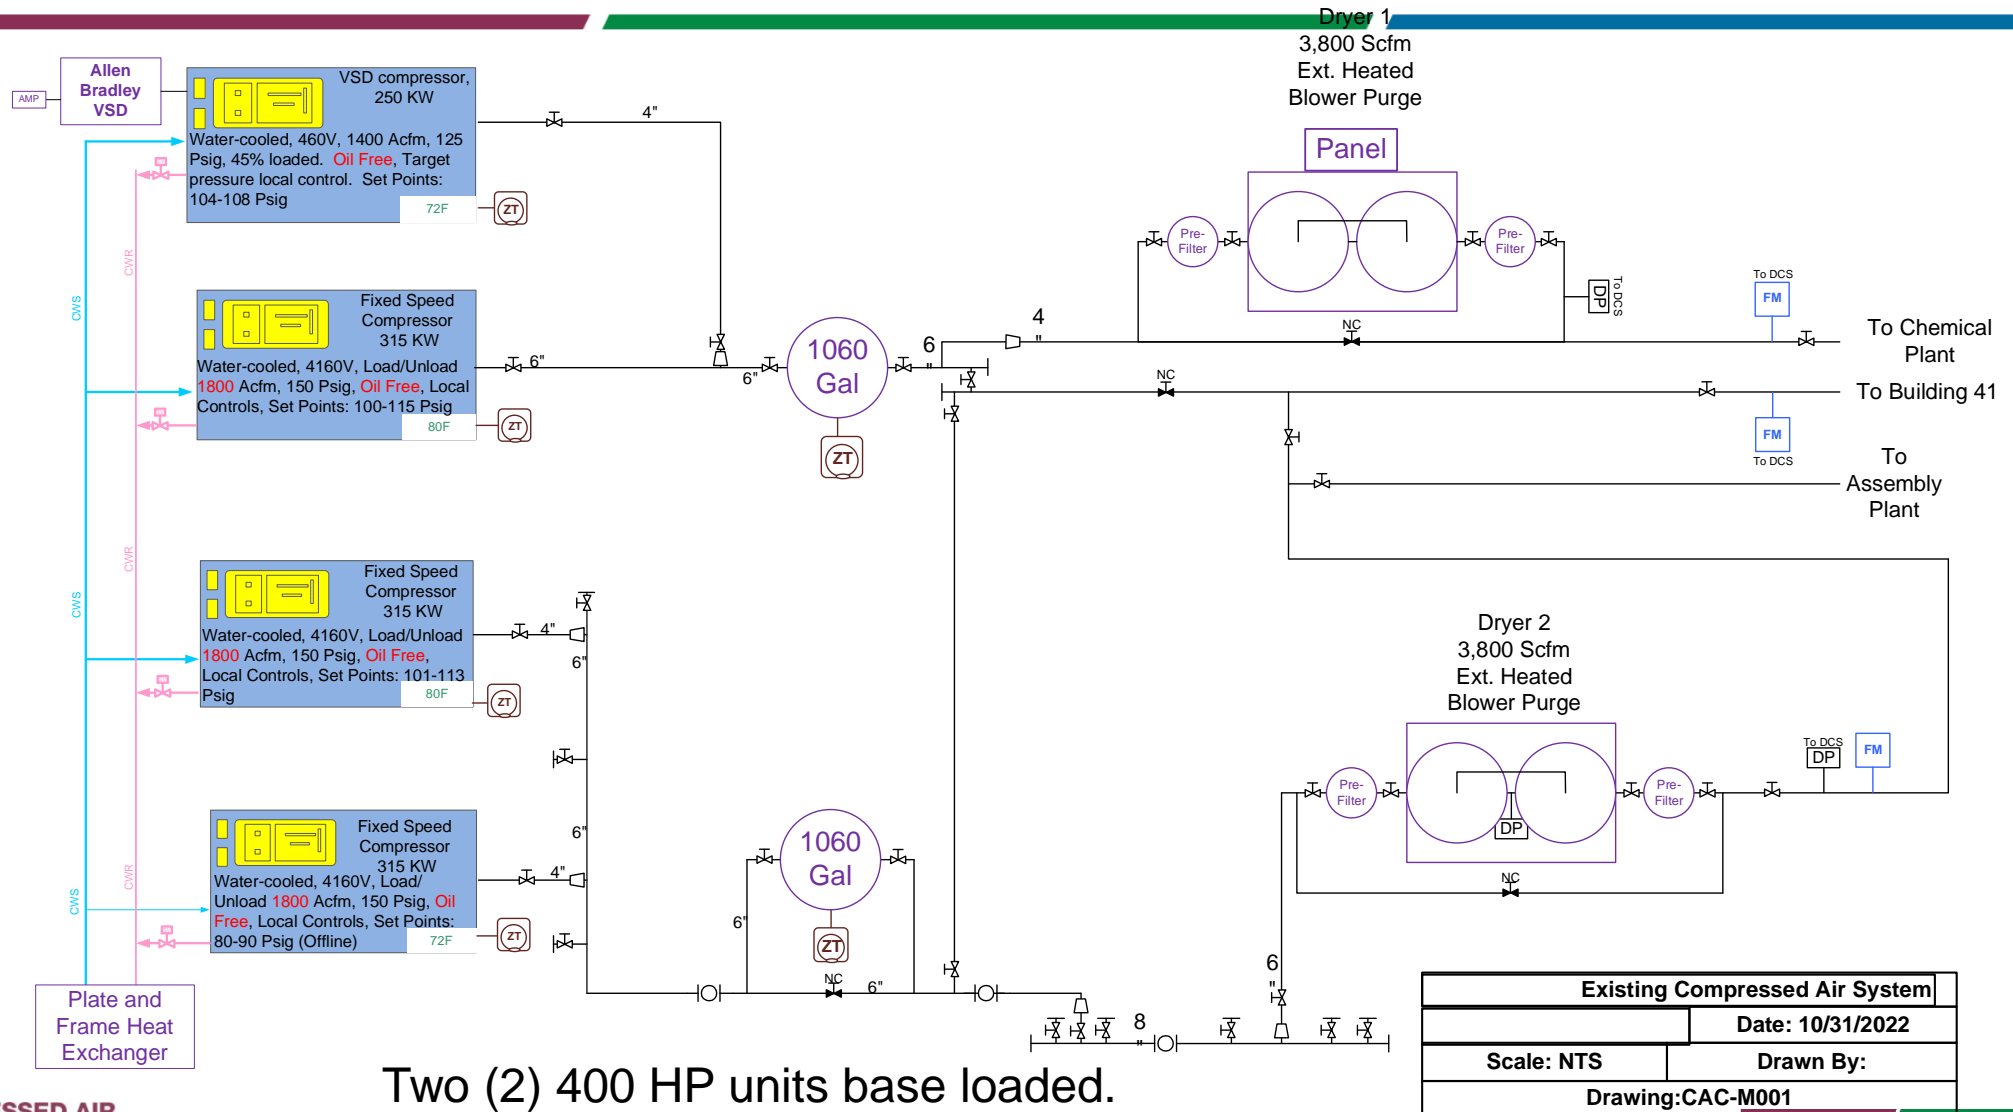 Dryer 1
3,800 Scfm
Ext. Heated
Blower Purge
Panel
Allen
Bradley
VSD
AMP
VSD compressor,
250 KW
Water-cooled, 460V, 1400 Acfm, 125
Psig, 45% loaded. Oil Free, Target
pressure local control. Set Points:
104-108 Psig
72F
ZT
4"
Pre-
Filter
Pre-
Filter
To DCS
DP
To DCS
FM
NC
CWR
CWS
Fixed Speed
Compressor
315 KW
Water-cooled, 4160V, Load/Unload
1800 Acfm, 150 Psig, Oil Free, Local
Controls, Set Points: 100-115 Psig
80F
ZT
6"
6"
1060
Gal
ZT
6
"
4
"
To Chemical
Plant
NC
To Building 41
FM
To DCS
To
Assembly
Plant
CWR
CWS
Fixed Speed
Compressor
315 KW
Water-cooled, 4160V, Load/Unload
1800 Acfm, 150 Psig, Oil Free,
Local Controls, Set Points: 101-113
Psig
80F
ZT
4"
6"
Dryer 2
3,800 Scfm
Ext. Heated
Blower Purge
Pre-
Filter
DP
Pre-
Filter
To DCS
DP
FM
NC
CWR
CWS
Fixed Speed
Compressor
315 KW
Water-cooled, 4160V, Load/
Unload 1800 Acfm, 150 Psig, Oil
Free, Local Controls, Set Points:
80-90 Psig (Offline)
72F
ZT
6"
4"
1060
Gal
ZT
6"
NC
6"
6
"
8
"
Plate and
Frame Heat
Exchanger
Existing Compressed Air System
Date: 10/31/2022
Scale: NTS
Drawn By:
Drawing:CAC-M001
Two (2) 400 HP units base loaded.